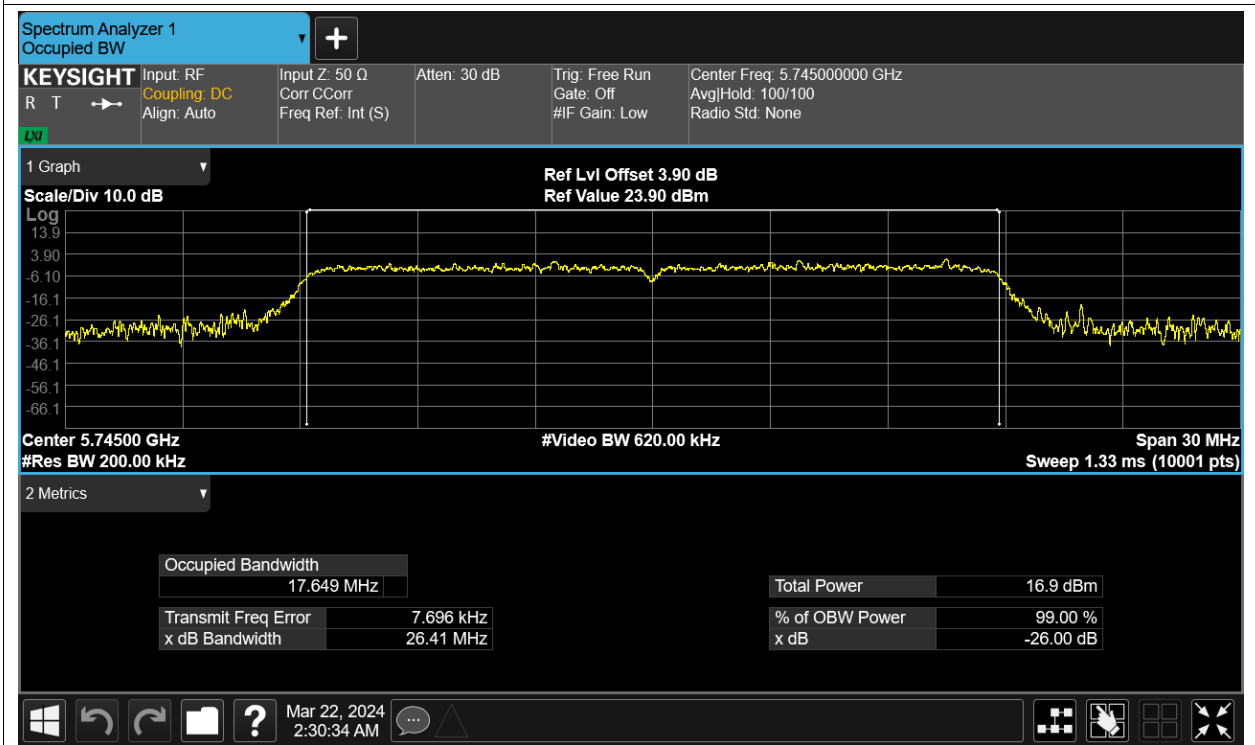 Spectrum Analyzer 1
Occupied BW
KEYSIGHT
R T
LXI
Input: RF
Coupling: DC
Align: Auto
Input Z: 50 Ω
Corr CCorr
Freq Ref: Int (S)
Atten: 30 dB
Trig: Free Run
Gate: Off
#IF Gain: Low
Center Freq: 5.745000000 GHz
Avg|Hold: 100/100
Radio Std: None
1 Graph
Scale/Div 10.0 dB
Ref Lvl Offset 3.90 dB
Ref Value 23.90 dBm
Log
13.9
3.90
-6.10
-16.1
-26.1
-36.1
-46.1
-56.1
-66.1
Center 5.74500 GHz
#Video BW 620.00 kHz
Span 30 MHz
#Res BW 200.00 kHz
Sweep 1.33 ms (10001 pts)
2 Metrics
Occupied Bandwidth
17.649 MHz
Total Power 16.9 dBm
Transmit Freq Error 7.696 kHz
% of OBW Power 99.00 %
x dB Bandwidth 26.41 MHz
x dB -26.00 dB
?
Mar 22, 2024
2:30:34 AM